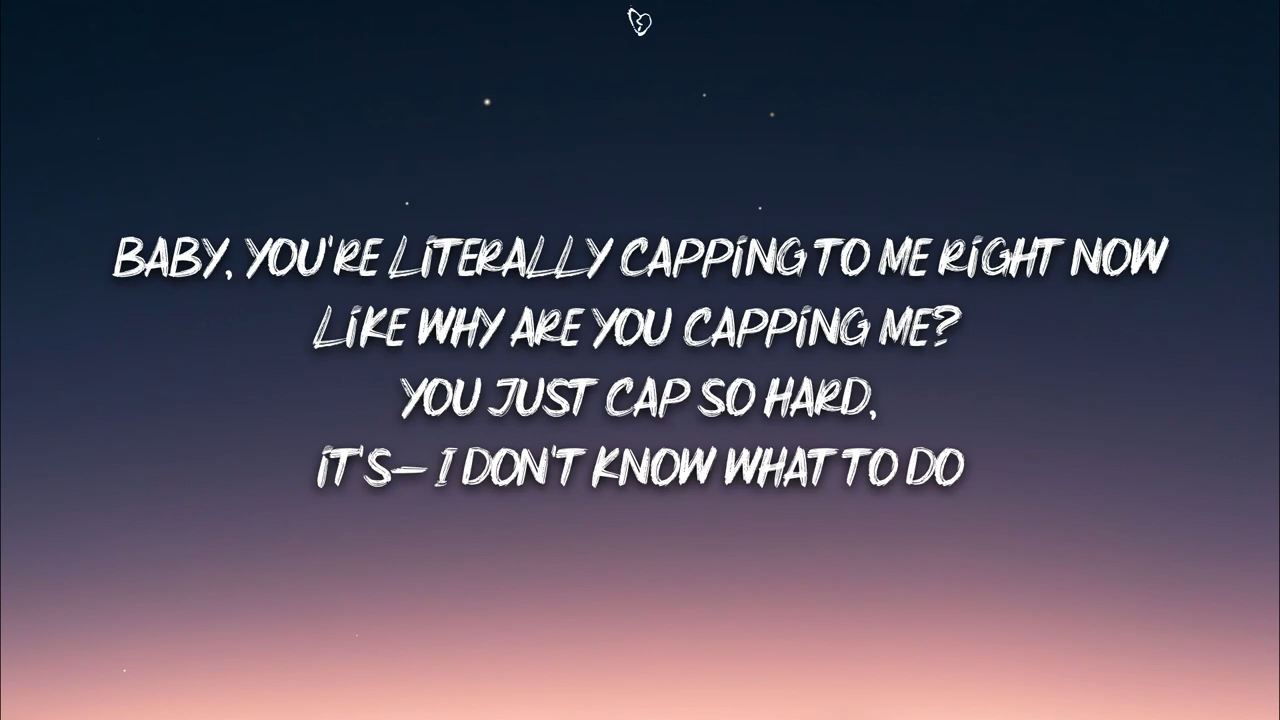 BABY, YOU'RE LiTERALLY CAPPiNG TO ME RiGHT NOW
LiKE WHY ARE YOU CAPPiNG ME?
YOU JUST CAP SO HARD,
iT'S— I DON'T KNOW WHAT TO DO